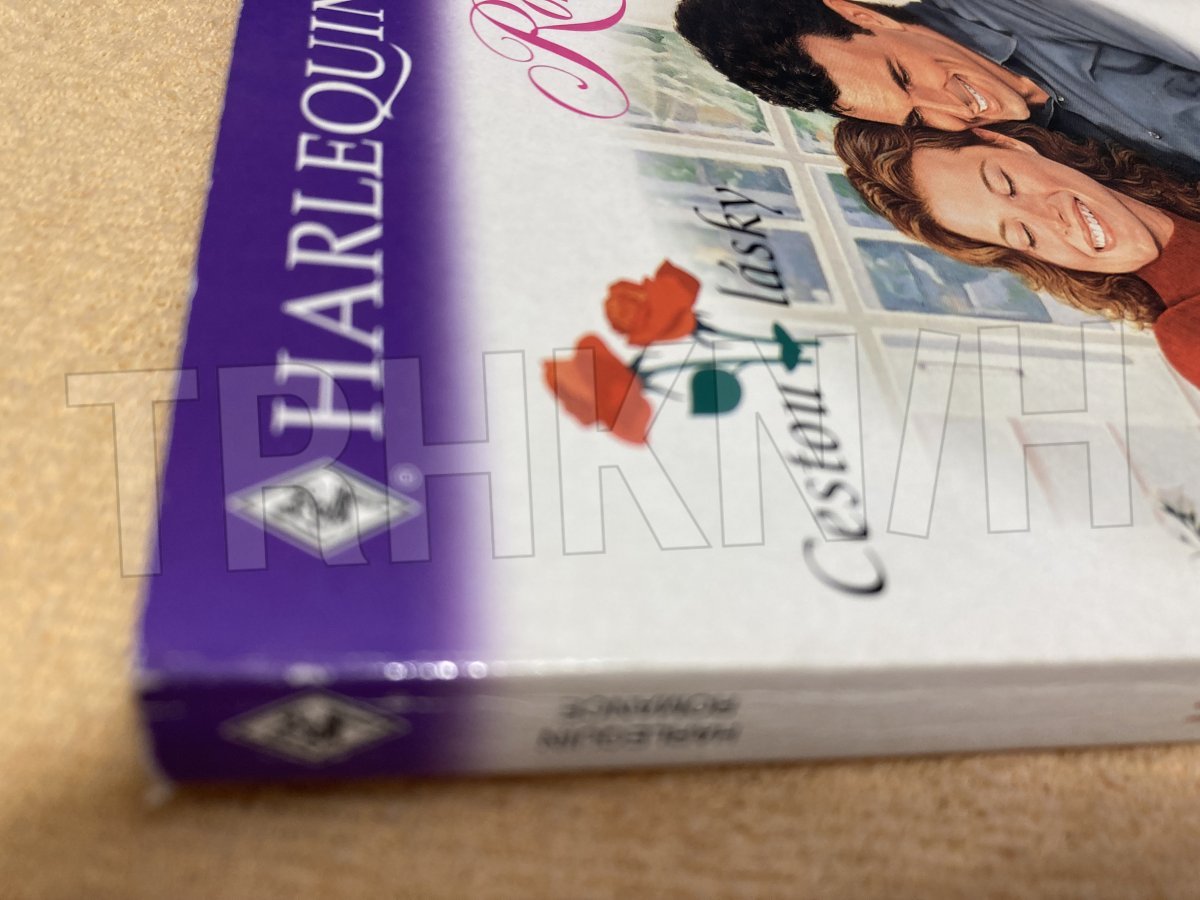 HARLEQUIN
©
Cestou lásky
HARLEQUIN
ROMANCE
TRHKNIH